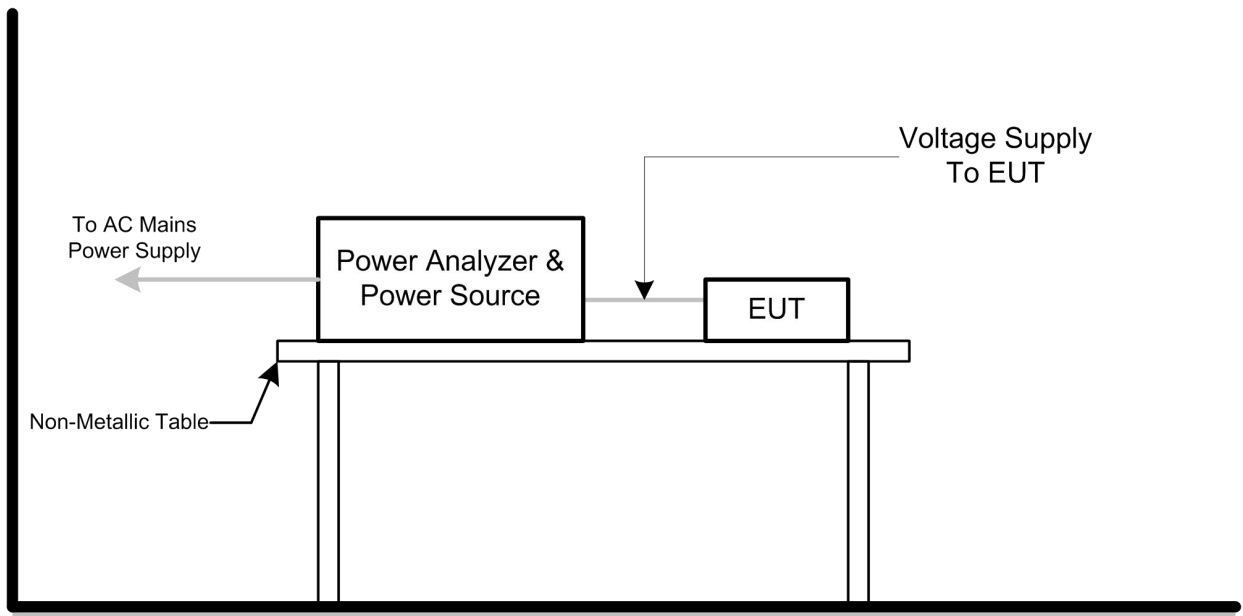 Voltage Supply
To EUT
To AC Mains
Power Supply
Power Analyzer &
Power Source
EUT
Non-Metallic Table